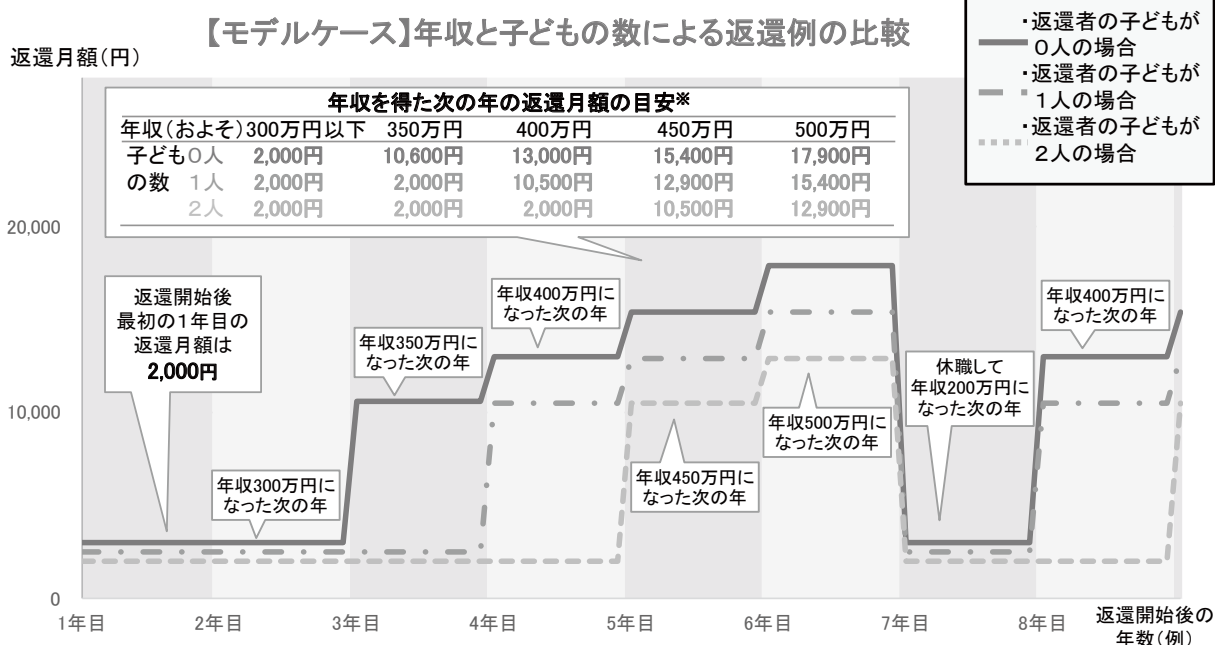 【モデルケース】年収と子どもの数による返還例の比較
返還月額(円)
・返還者の子どもが
０人の場合
・返還者の子どもが
１人の場合
・返還者の子どもが
２人の場合
年収を得た次の年の返還月額の目安※
年収(およそ) 300万円以下 350万円 400万円 450万円 500万円
子ども ０人 2,000円 10,600円 13,000円 15,400円 17,900円
の数 １人 2,000円 2,000円 10,500円 12,900円 15,400円
２人 2,000円 2,000円 2,000円 10,500円 12,900円
20,000
10,000
0
返還開始後
最初の１年目の
返還月額は
2,000円
年収300万円に
なった次の年
年収350万円に
なった次の年
年収400万円に
なった次の年
年収450万円に
なった次の年
年収500万円に
なった次の年
休職して
年収200万円に
なった次の年
年収400万円に
なった次の年
1年目 2年目 3年目 4年目 5年目 6年目 7年目 8年目
返還開始後の
年数(例)